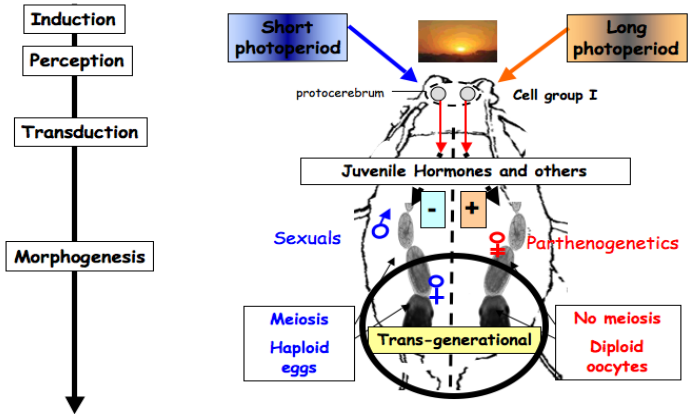 Induction
Perception
Transduction
Morphogenesis
Short
photoperiod
Long
photoperiod
protocerebrum
Cell group I
Juvenile Hormones and others
-
+
Sexuals
♂
Parthenogenetics
♀
Meiosis
Haploid
eggs
Trans-generational
No meiosis
Diploid
oocytes